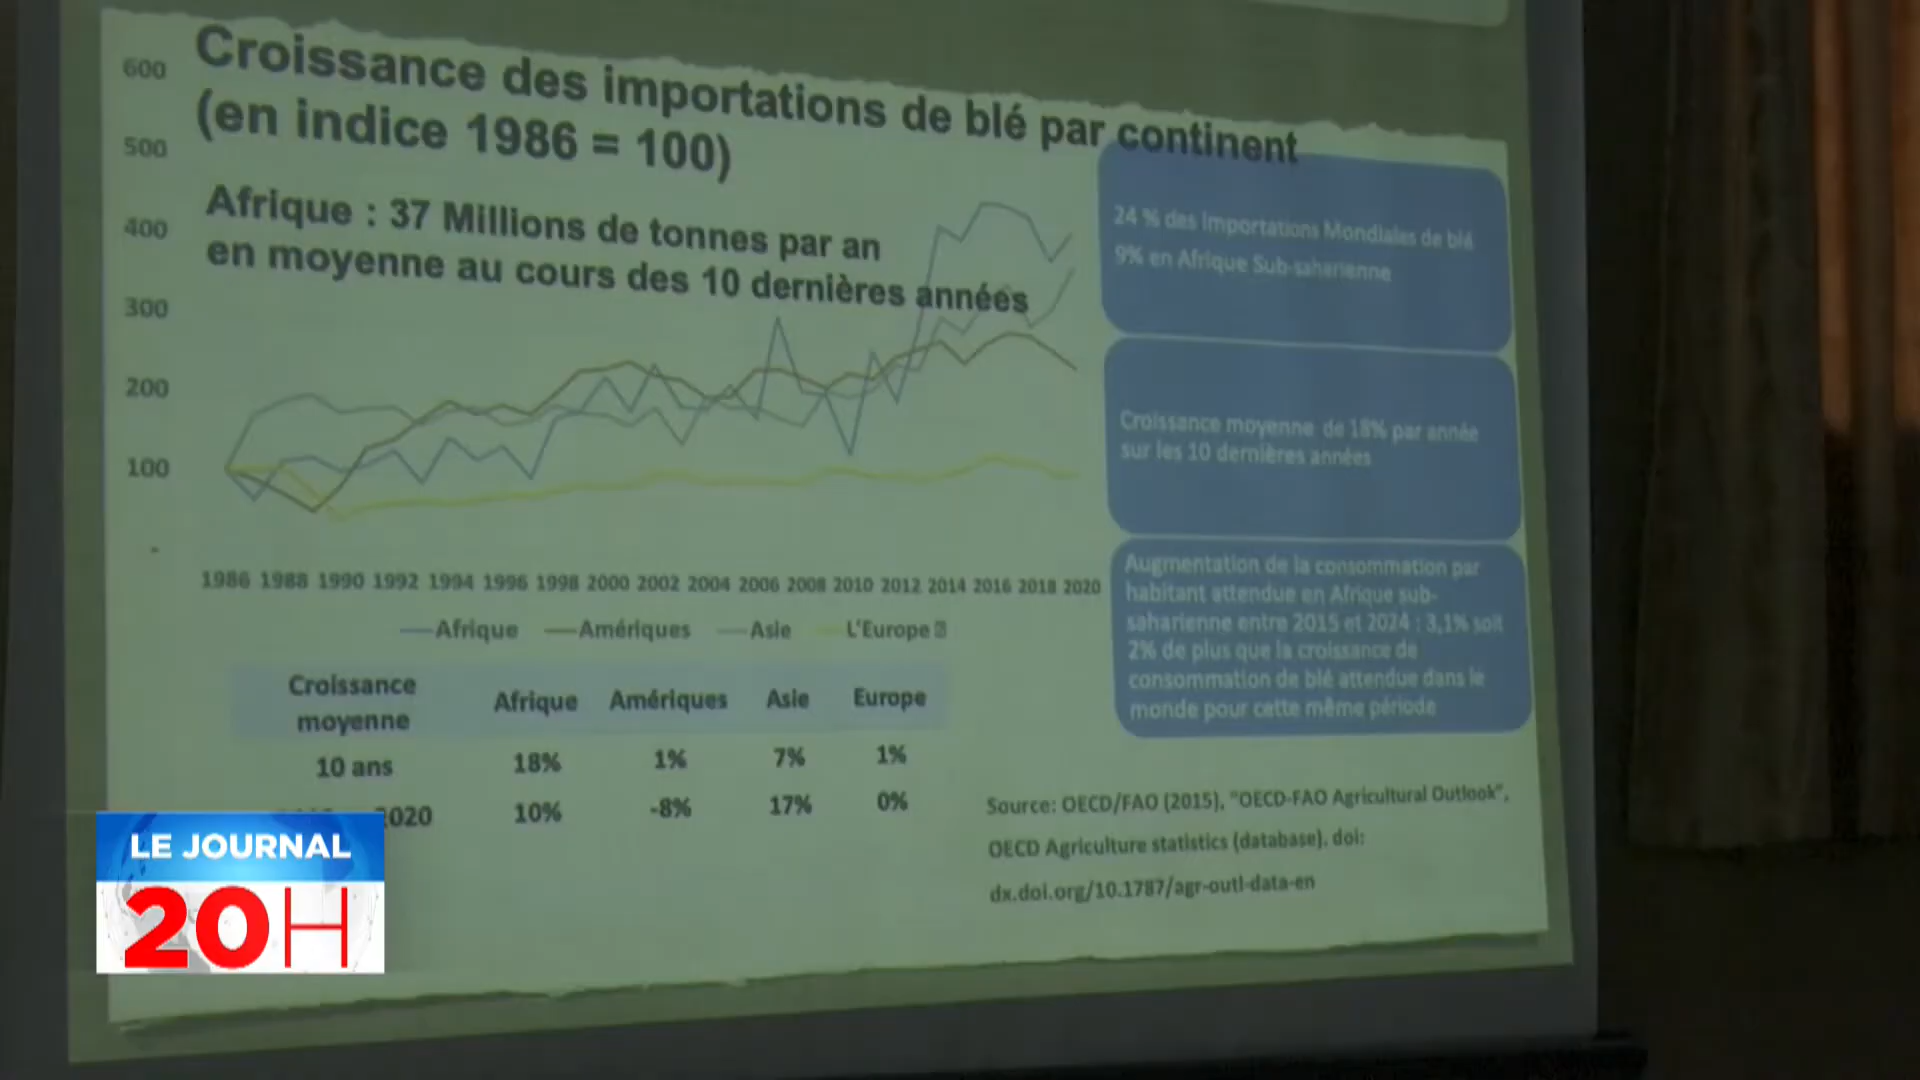 Croissance des importations de blé par continent
(en indice 1986 = 100)
Afrique : 37 Millions de tonnes par an
en moyenne au cours des 10 dernières années
600
500
400
300
200
100
-
1986 1988 1990 1992 1994 1996 1998 2000 2002 2004 2006 2008 2010 2012 2014 2016 2018 2020
Afrique Amériques Asie L'Europe
24 % des Importations Mondiales de blé
9% en Afrique Sub-saharienne
Croissance moyenne de 18% par année
sur les 10 dernières années
Augmentation de la consommation par
habitant attendue en Afrique sub-
saharienne entre 2015 et 2024 : 3,1% soit
2% de plus que la croissance de
consommation de blé attendue dans le
monde pour cette même période
Croissance
moyenne
Afrique Amériques Asie Europe
10 ans 18% 1% 7% 1%
2020 10% -8% 17% 0%
Source: OECD/FAO (2015), "OECD-FAO Agricultural Outlook",
OECD Agriculture statistics (database), doi:
dx.doi.org/10.1787/agr-outl-data-en
LE JOURNAL
20H